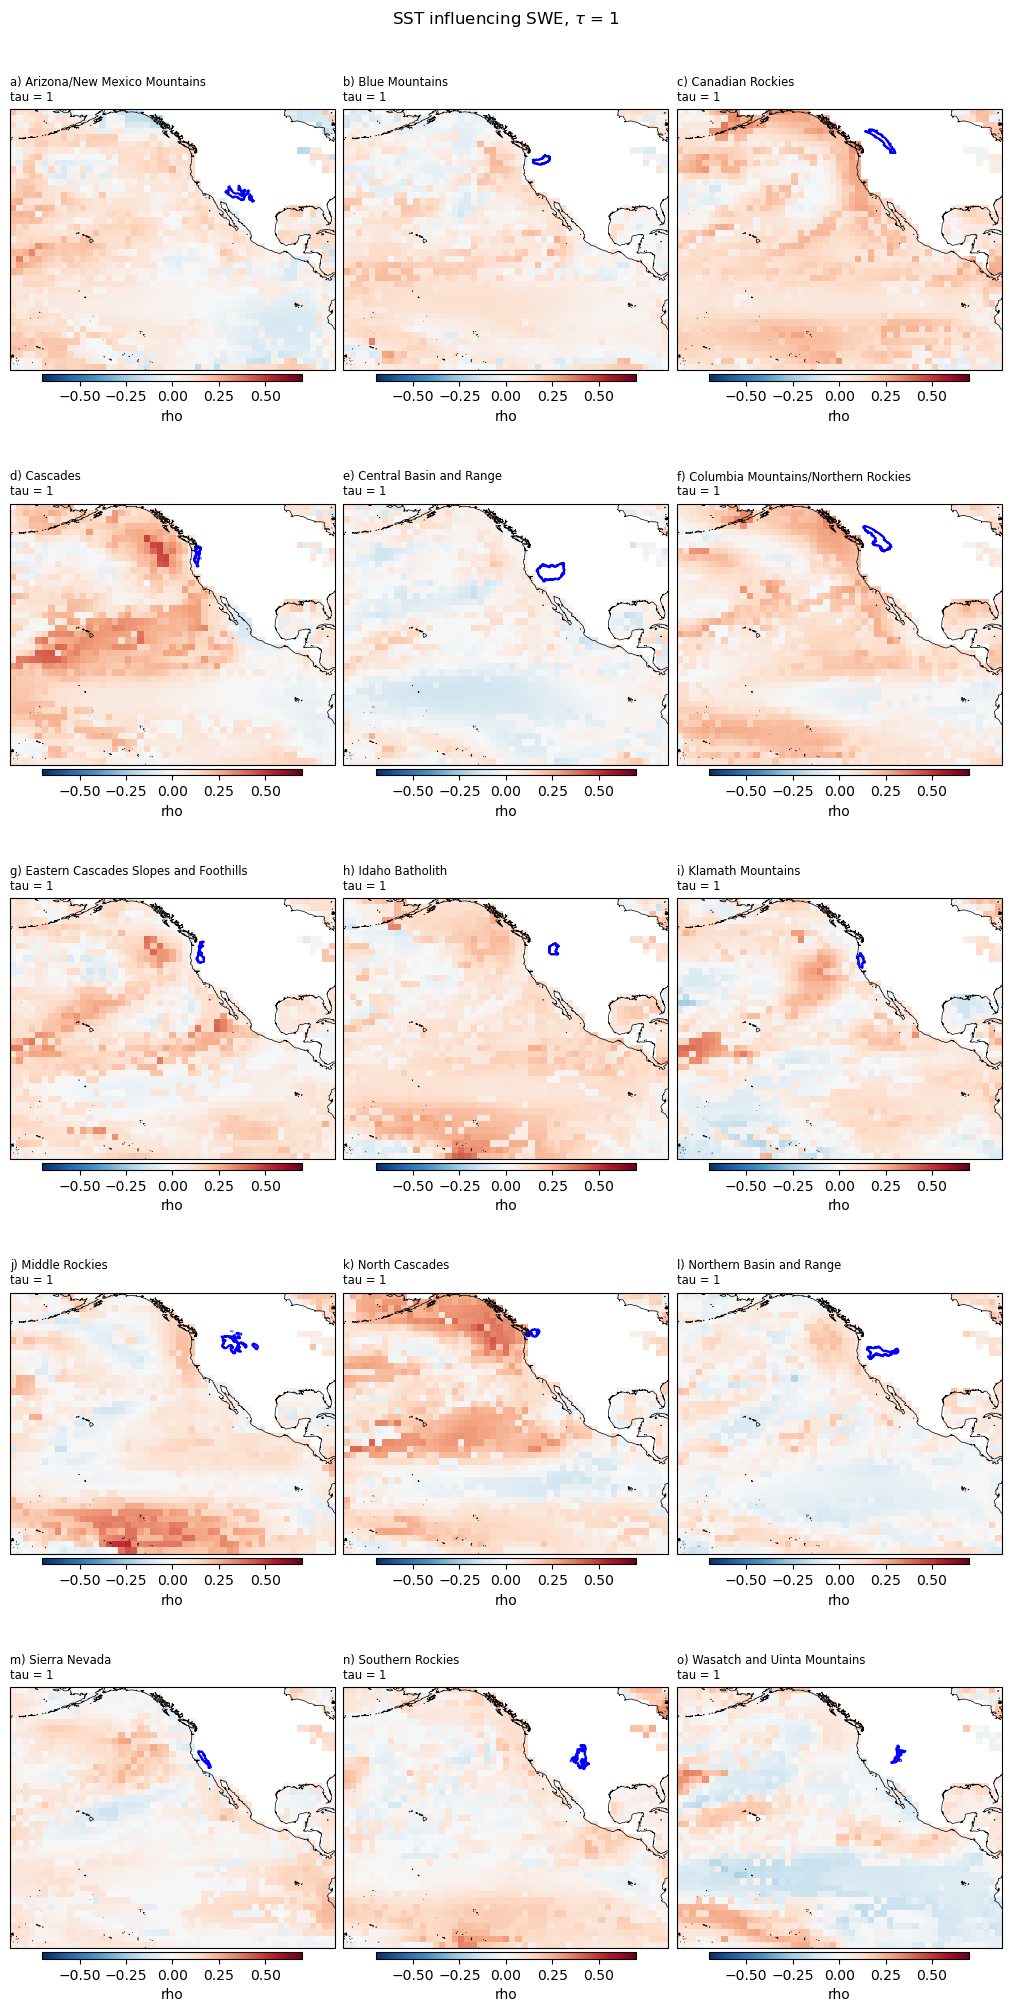 SST influencing SWE, τ = 1
a) Arizona/New Mexico Mountains
tau = 1
b) Blue Mountains
tau = 1
c) Canadian Rockies
tau = 1
−0.50 −0.25 0.00 0.25 0.50
rho
−0.50 −0.25 0.00 0.25 0.50
rho
−0.50 −0.25 0.00 0.25 0.50
rho
d) Cascades
tau = 1
e) Central Basin and Range
tau = 1
f) Columbia Mountains/Northern Rockies
tau = 1
−0.50 −0.25 0.00 0.25 0.50
rho
−0.50 −0.25 0.00 0.25 0.50
rho
−0.50 −0.25 0.00 0.25 0.50
rho
g) Eastern Cascades Slopes and Foothills
tau = 1
h) Idaho Batholith
tau = 1
i) Klamath Mountains
tau = 1
−0.50 −0.25 0.00 0.25 0.50
rho
−0.50 −0.25 0.00 0.25 0.50
rho
−0.50 −0.25 0.00 0.25 0.50
rho
j) Middle Rockies
tau = 1
k) North Cascades
tau = 1
l) Northern Basin and Range
tau = 1
−0.50 −0.25 0.00 0.25 0.50
rho
−0.50 −0.25 0.00 0.25 0.50
rho
−0.50 −0.25 0.00 0.25 0.50
rho
m) Sierra Nevada
tau = 1
n) Southern Rockies
tau = 1
o) Wasatch and Uinta Mountains
tau = 1
−0.50 −0.25 0.00 0.25 0.50
rho
−0.50 −0.25 0.00 0.25 0.50
rho
−0.50 −0.25 0.00 0.25 0.50
rho